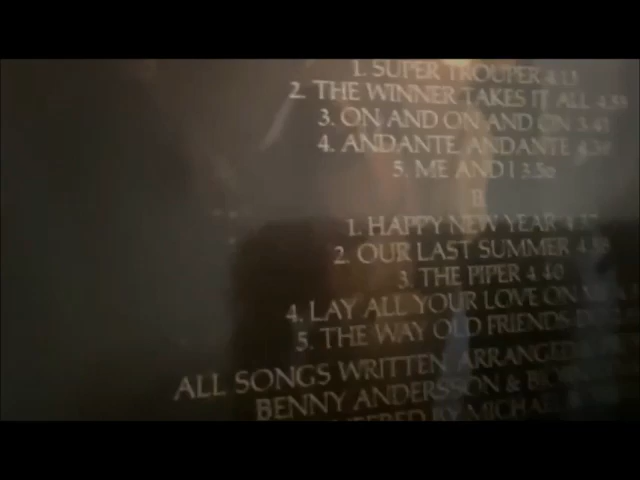 1. SUPER TROUPER 4.13
2. THE WINNER TAKES IT ALL 4.55
3. ON AND ON AND ON 3.41
4. ANDANTE, ANDANTE
5. ME AND I
II
1. HAPPY NEW YEAR
2. OUR LAST SUMMER
3. THE PIPER 4.40
4. LAY ALL YOUR LOVE ON
5. THE WAY OLD FRIENDS
ALL SONGS WRITTEN, ARRANGED
BENNY ANDERSSON &
BY MICHAEL